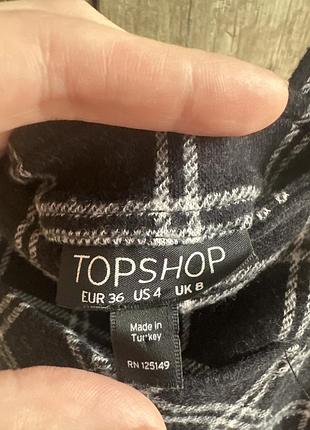 TOPSHOP
EUR 36 US 4 UK 8
Made in
Turkey
RN 125149